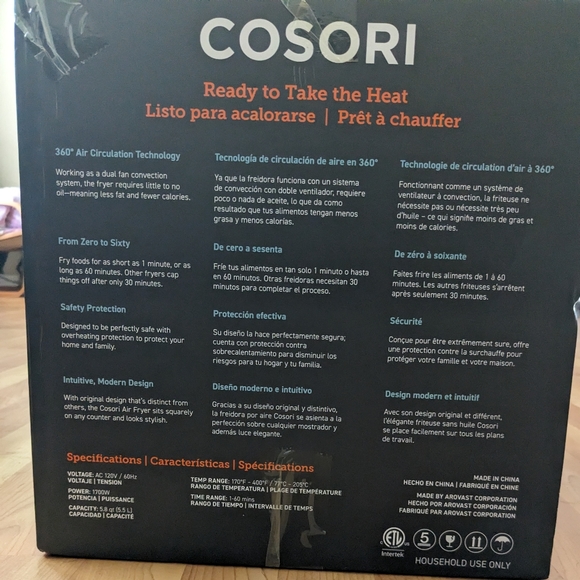 COSORI
Ready to Take the Heat
Listo para acalorarse | Prêt à chauffer
360° Air Circulation Technology
Working as a dual fan convection
system, the fryer requires little to no
oil—meaning less fat and fewer calories.
From Zero to Sixty
Fry foods for as short as 1 minute, or as
long as 60 minutes. Other fryers cap
things off after only 30 minutes.
Safety Protection
Designed to be perfectly safe with
overheating protection to protect your
home and family.
Intuitive, Modern Design
With original design that's distinct from
others, the Cosori Air Fryer sits squarely
on any counter and looks stylish.
Tecnología de circulación de aire en 360°
Ya que la freidora funciona con un sistema
de convección con doble ventilador, requiere
poco o nada de aceite, lo que da como
resultado que tus alimentos tengan menos
grasa y menos calorías.
De cero a sesenta
Fríe tus alimentos en tan solo 1 minuto o hasta
en 60 minutos. Otras freidoras necesitan 30
minutos para completar el proceso.
Protección efectiva
Su diseño la hace perfectamente segura;
cuenta con protección contra
sobrecalentamiento para disminuir los
riesgos para tu hogar y tu familia.
Diseño moderno e intuitivo
Gracias a su diseño original y distintivo,
la freidora por aire Cosori se asienta a la
perfección sobre cualquier mostrador y
además luce elegante.
Technologie de circulation d'air à 360°
Fonctionnant comme un système de
ventilateur à convection, la friteuse ne
nécessite pas ou nécessite très peu
d'huile – ce qui signifie moins de gras et
moins de calories.
De zéro à soixante
Faites frire les aliments de 1 à 60
minutes. Les autres friteuses s'arrêtent
après seulement 30 minutes.
Sécurité
Conçue pour être extrêmement sure, offre
une protection contre la surchauffe pour
protéger votre famille et votre maison.
Design modern et intuitif
Avec son design original et différent,
l'élégante friteuse sans huile Cosori
se place facilement sur tous les plans
de travail.
Specifications | Características | Spécifications
VOLTAGE: AC 120V / 60Hz
VOLTAJE | TENSION
POWER: 1700W
POTENCIA | PUISSANCE
CAPACITY: 5.8 qt (5.5 L)
CAPACIDAD | CAPACITÉ
TEMP RANGE: 170°F - 400°F / 77°C - 205°C
RANGO DE TEMPERATURA | PLAGE DE TEMPÉRATURE
TIME RANGE: 1-60 mins
RANGO DE TIEMPO | INTERVALLE DE TEMPS
MADE IN CHINA
HECHO EN CHINA | FABRIQUÉ EN CHINE
MADE BY AROVAST CORPORATION
HECHO POR AROVAST CORPORATION
FABRIQUÉ PAR AROVAST CORPORATION
ETL
Intertek
5
HOUSEHOLD USE ONLY